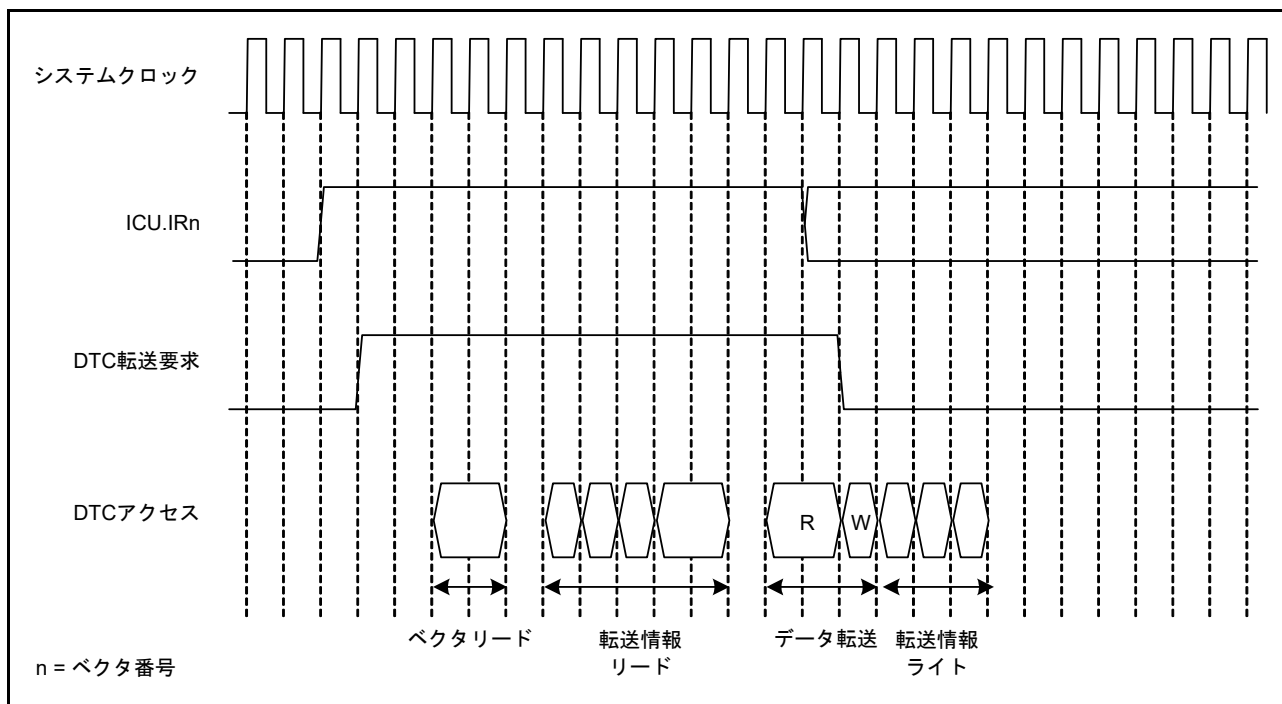 システムクロック
ICU.IRn
DTC転送要求
DTCアクセス
R
W
ベクタリード
転送情報
リード
データ転送
転送情報
ライト
n = ベクタ番号